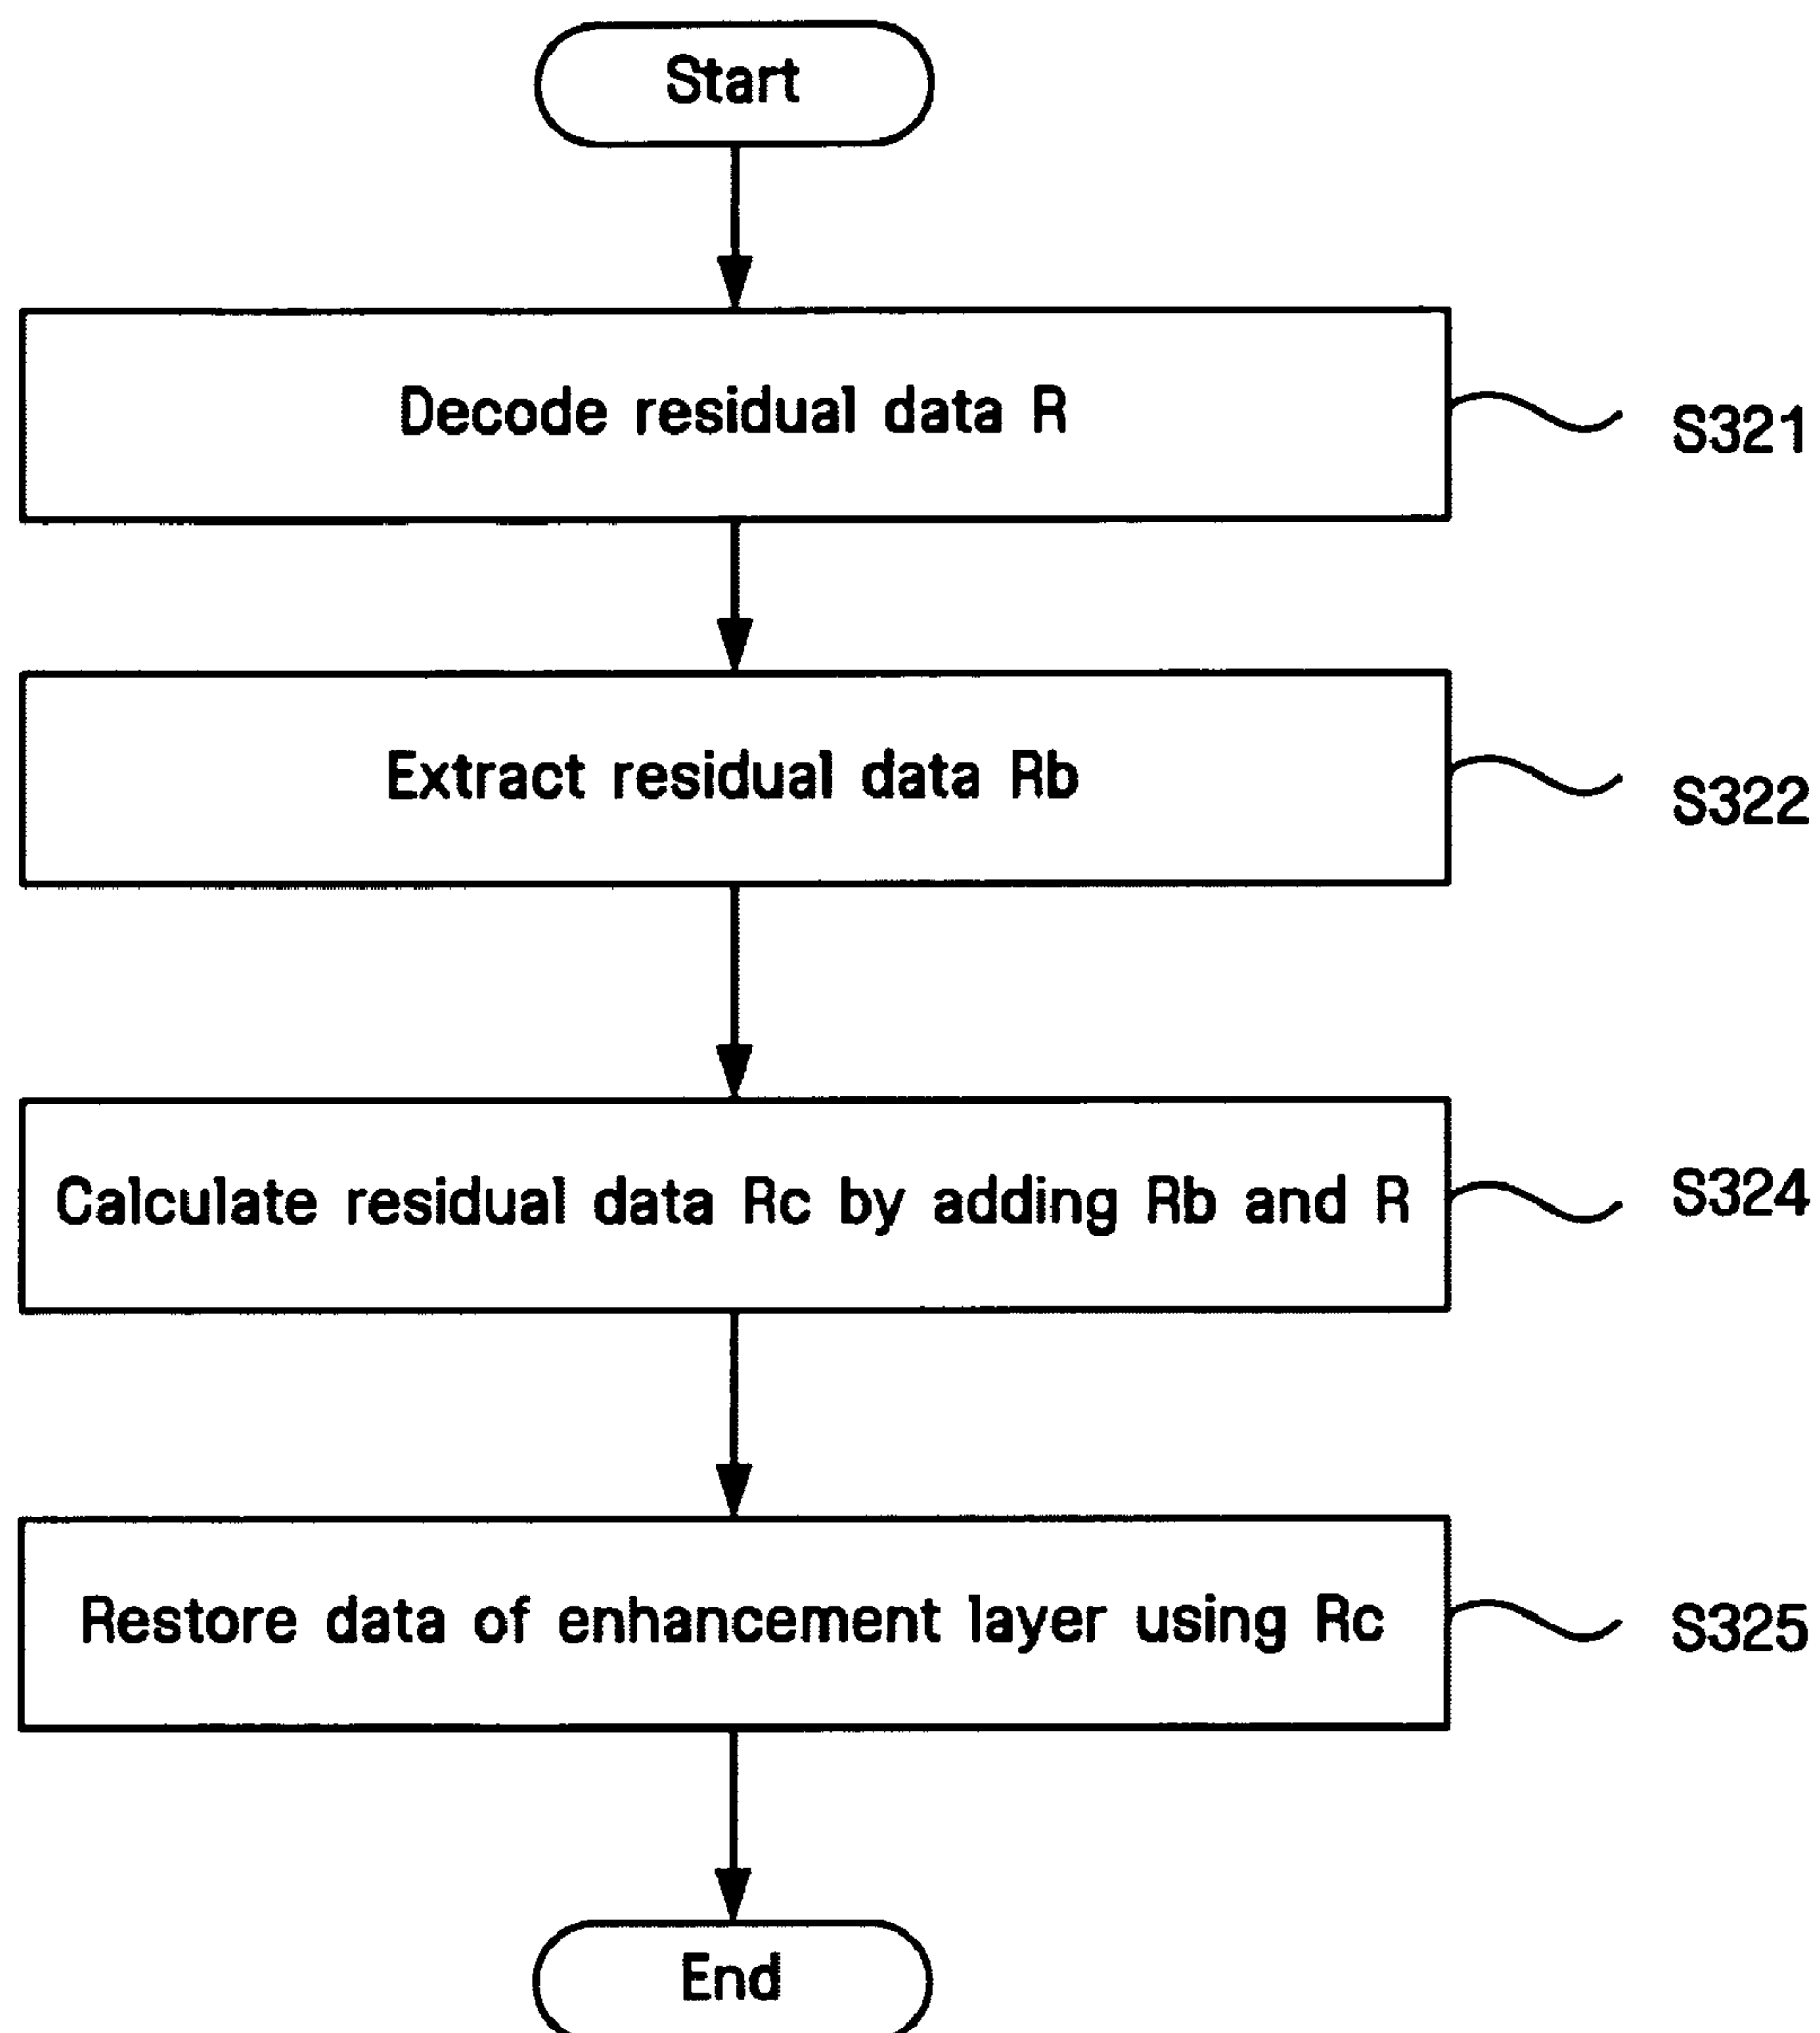 Start
Decode residual data R
S321
Extract residual data Rb
S322
Calculate residual data Rc by adding Rb and R
S324
Restore data of enhancement layer using Rc
S325
End